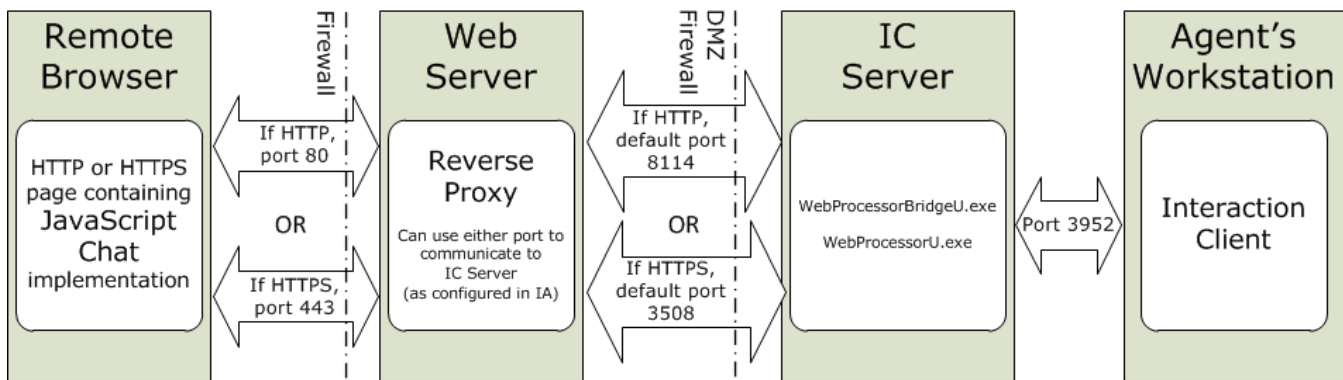 Remote
Browser
HTTP or HTTPS
page containing
JavaScript
Chat
implementation
Firewall
If HTTP,
port 80
OR
If HTTPS,
port 443
Web
Server
Reverse
Proxy
Can use either port to
communicate to
IC Server
(as configured in IA)
DMZ
Firewall
If HTTP,
default port
8114
OR
If HTTPS,
default port
3508
IC
Server
WebProcessorBridgeU.exe
WebProcessorU.exe
Port 3952
Agent's
Workstation
Interaction
Client